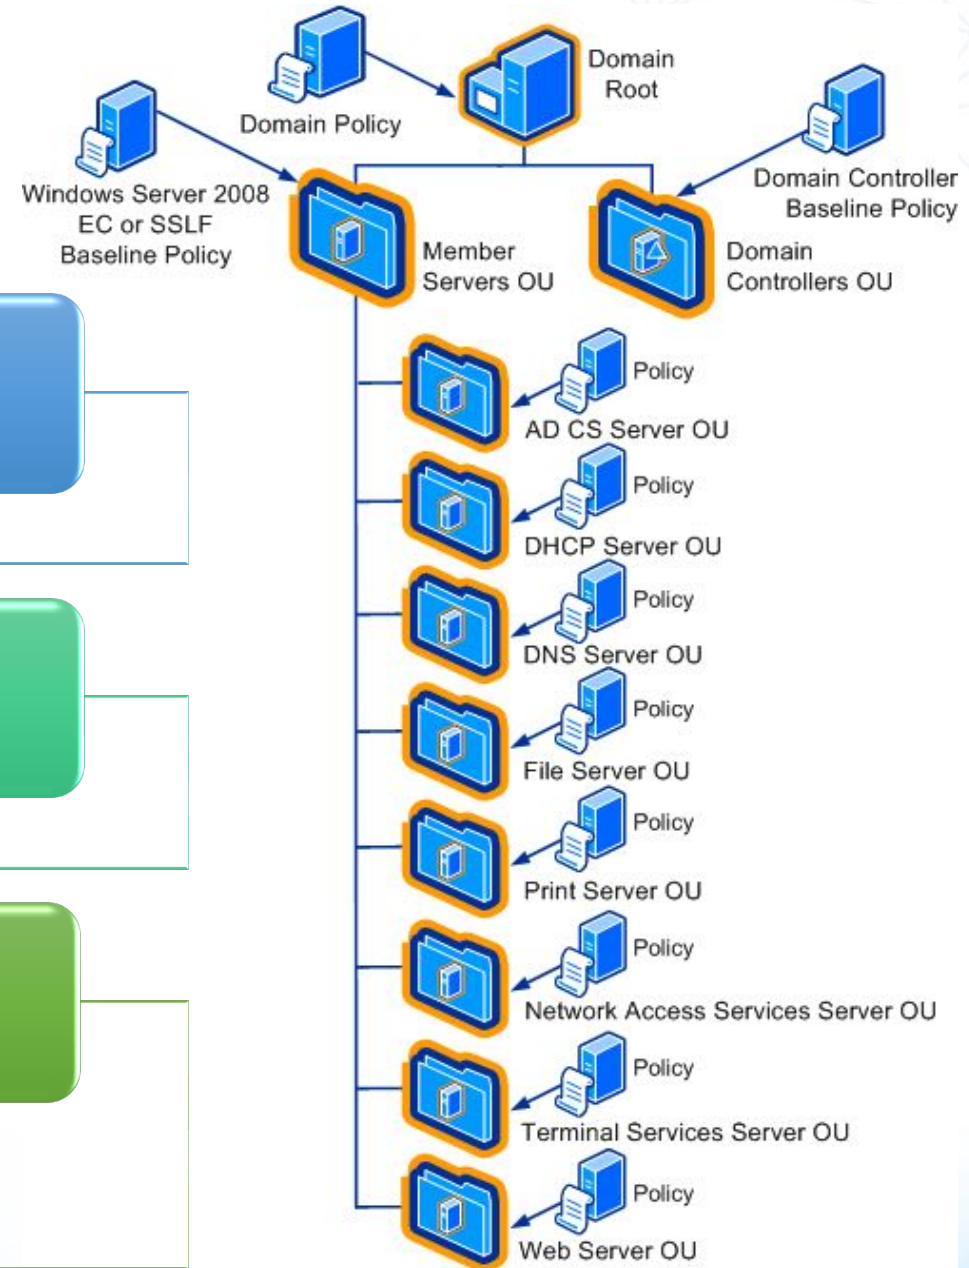 Domain
Root
Domain Policy
Windows Server 2008
EC or SSLF
Baseline Policy
Domain Controller
Baseline Policy
Member
Servers OU
Domain
Controllers OU
Policy
AD CS Server OU
Policy
DHCP Server OU
Policy
DNS Server OU
Policy
File Server OU
Policy
Print Server OU
Policy
Network Access Services Server OU
Policy
Terminal Services Server OU
Policy
Web Server OU